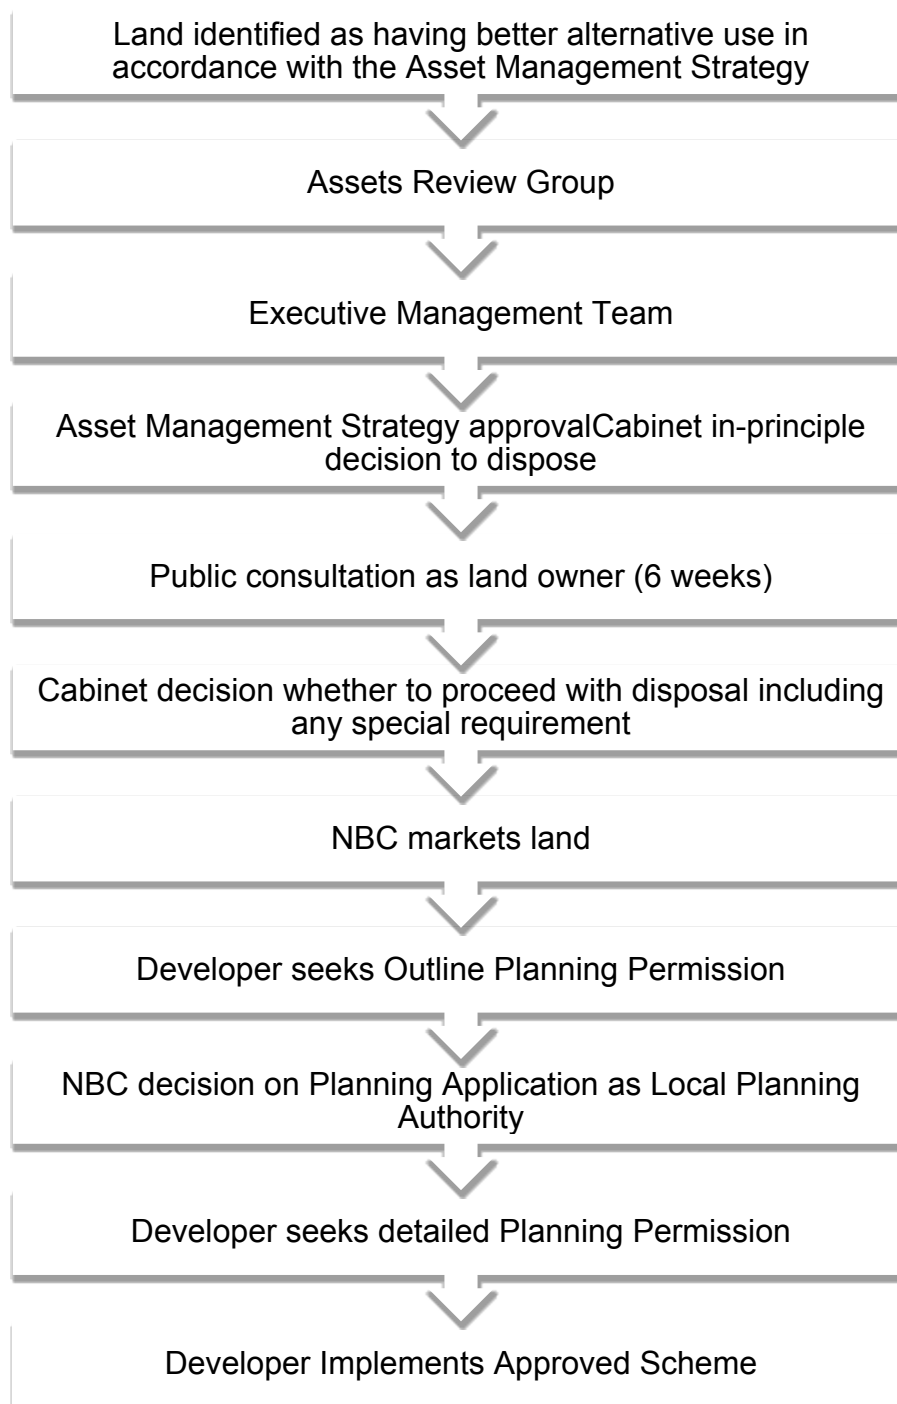 Land identified as having better alternative use in
accordance with the Asset Management Strategy
Assets Review Group
Executive Management Team
Asset Management Strategy approvalCabinet in-principle
decision to dispose
Public consultation as land owner (6 weeks)
Cabinet decision whether to proceed with disposal including
any special requirement
NBC markets land
Developer seeks Outline Planning Permission
NBC decision on Planning Application as Local Planning
Authority
Developer seeks detailed Planning Permission
Developer Implements Approved Scheme